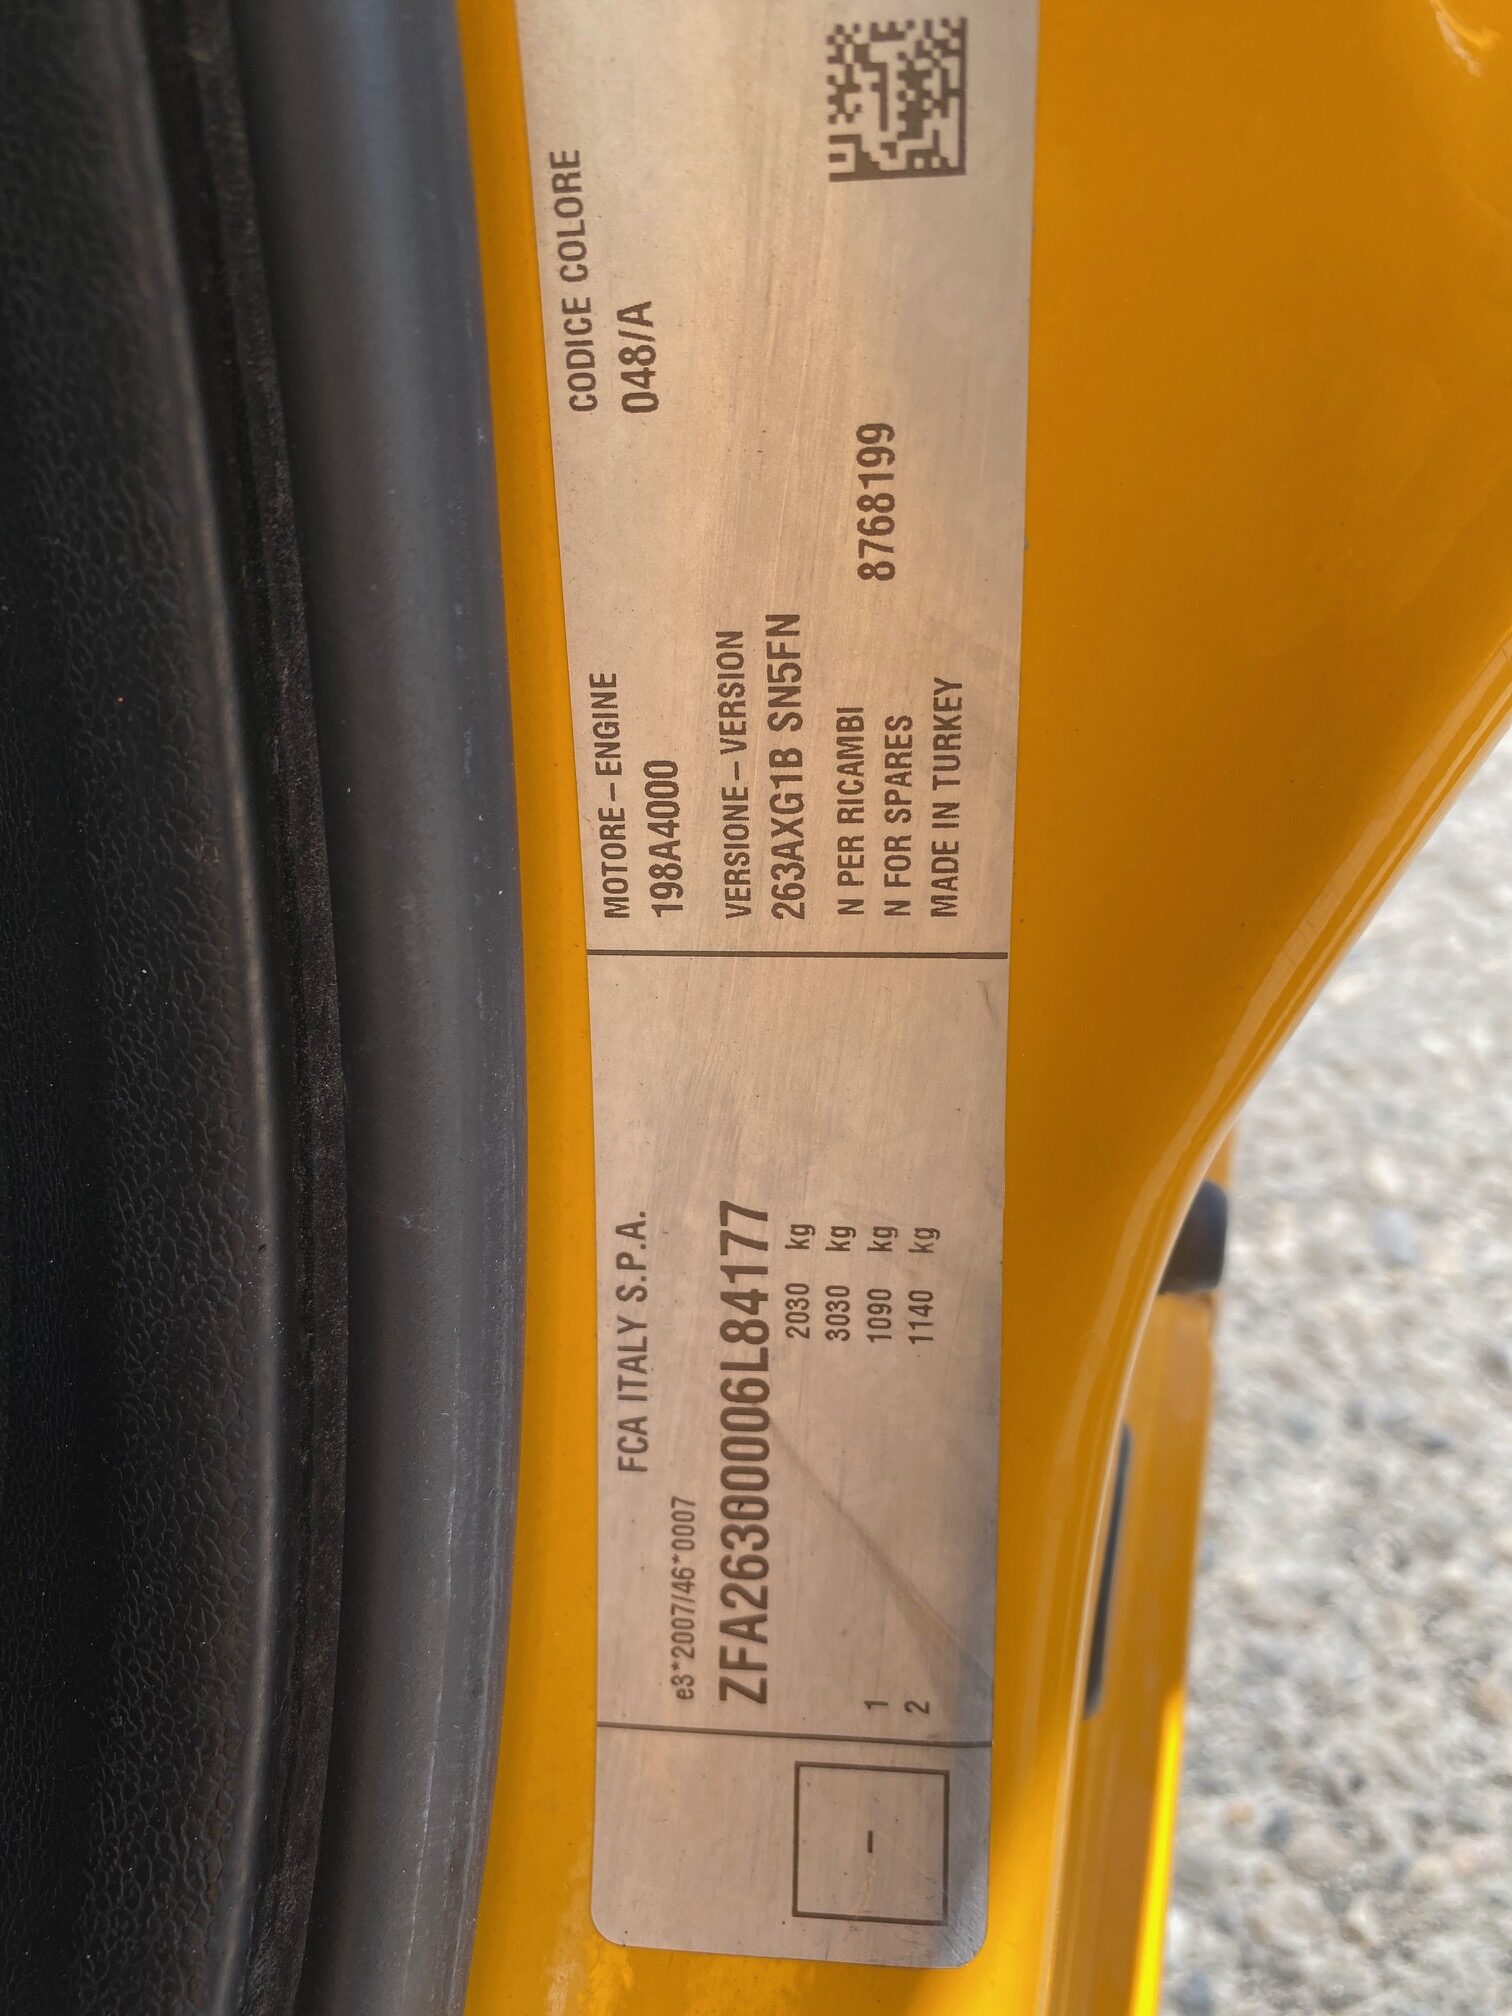 FCA ITALY S.P.A.
e3*2007/46*0007
ZFA26300006L84177
2030 kg
3030 kg
1 1090 kg
2 1140 kg
-
MOTORE-ENGINE
198A4000
CODICE COLORE
048/A
VERSIONE-VERSION
263AXG1B SN5FN
N PER RICAMBI
N FOR SPARES 8768199
MADE IN TURKEY